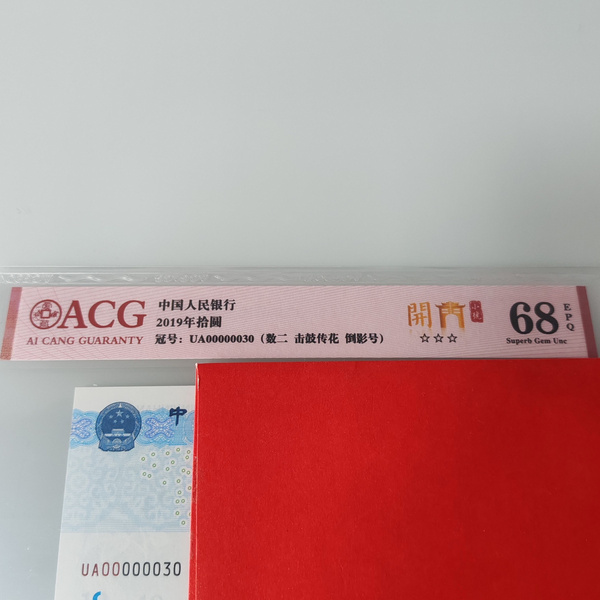 ACG
AI CANG GUARANTY
中国人民银行
2019年拾圆
冠号：UA00000030（数二 击鼓传花 倒影号）
開門
☆☆☆
68
EPQ
Superb Gem Unc
中
UA00000030